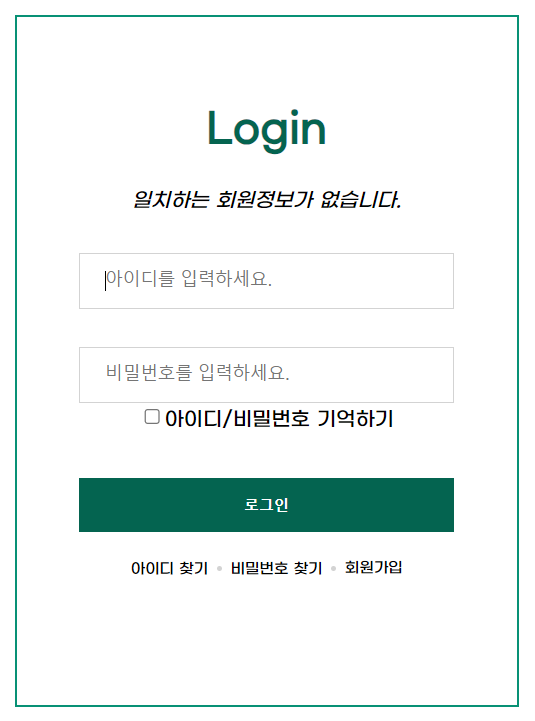 Login
일치하는 회원정보가 없습니다.
아이디를 입력하세요.
비밀번호를 입력하세요.
아이디/비밀번호 기억하기
로그인
아이디 찾기 • 비밀번호 찾기 • 회원가입